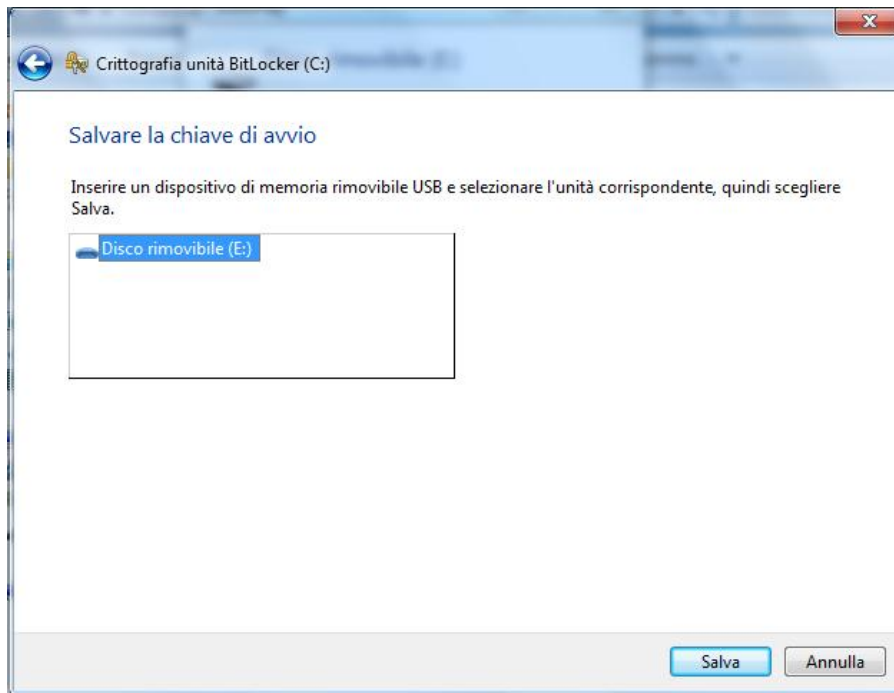 Crittografia unità BitLocker (C:)
Salvare la chiave di avvio
Inserire un dispositivo di memoria rimovibile USB e selezionare l'unità corrispondente, quindi scegliere
Salva.
Disco rimovibile (E:)
Salva
Annulla